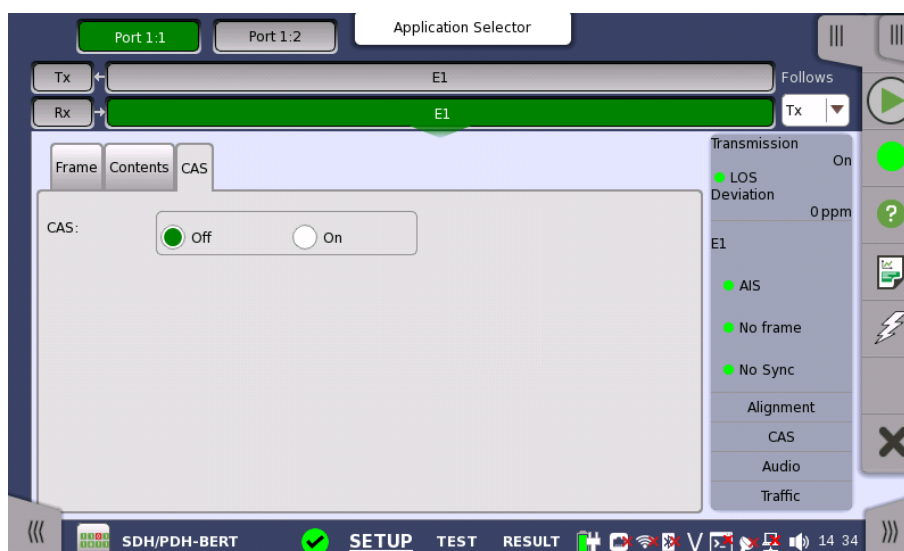 Port 1:1
Port 1:2
Application Selector
Tx
E1
Follows
Rx
E1
Tx
Frame
Contents
CAS
CAS:
Off
On
Transmission
On
LOS
Deviation
0 ppm
E1
AIS
No frame
No Sync
Alignment
CAS
Audio
Traffic
SDH/PDH-BERT
SETUP
TEST
RESULT
V
14 34